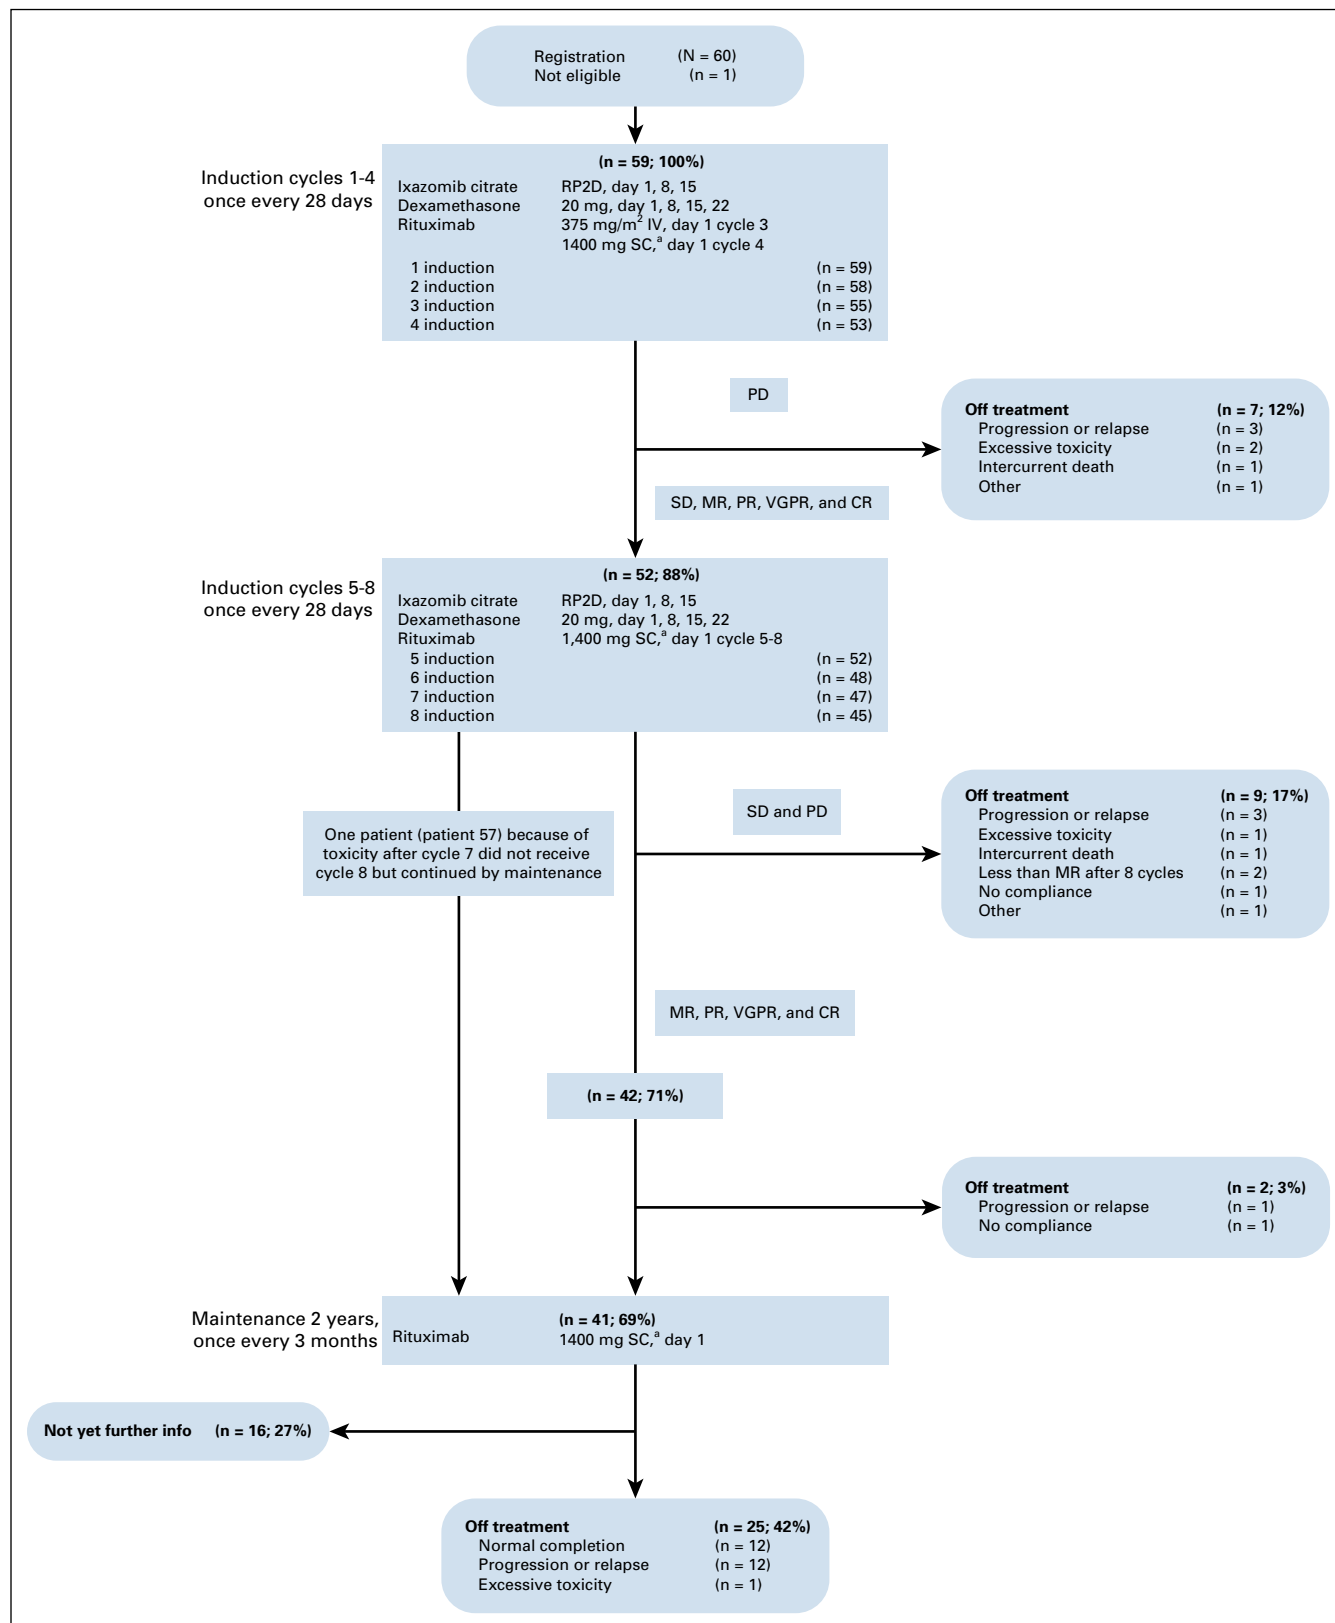 Registration (N = 60)
Not eligible (n = 1)
Induction cycles 1-4
once every 28 days
(n = 59; 100%)
Ixazomib citrate RP2D, day 1, 8, 15
Dexamethasone 20 mg, day 1, 8, 15, 22
Rituximab 375 mg/m² IV, day 1 cycle 3
1400 mg SC,ᵃ day 1 cycle 4
1 induction (n = 59)
2 induction (n = 58)
3 induction (n = 55)
4 induction (n = 53)
PD
Off treatment (n = 7; 12%)
Progression or relapse (n = 3)
Excessive toxicity (n = 2)
Intercurrent death (n = 1)
Other (n = 1)
SD, MR, PR, VGPR, and CR
Induction cycles 5-8
once every 28 days
(n = 52; 88%)
Ixazomib citrate RP2D, day 1, 8, 15
Dexamethasone 20 mg, day 1, 8, 15, 22
Rituximab 1,400 mg SC,ᵃ day 1 cycle 5-8
5 induction (n = 52)
6 induction (n = 48)
7 induction (n = 47)
8 induction (n = 45)
One patient (patient 57) because of
toxicity after cycle 7 did not receive
cycle 8 but continued by maintenance
SD and PD
Off treatment (n = 9; 17%)
Progression or relapse (n = 3)
Excessive toxicity (n = 1)
Intercurrent death (n = 1)
Less than MR after 8 cycles (n = 2)
No compliance (n = 1)
Other (n = 1)
MR, PR, VGPR, and CR
(n = 42; 71%)
Off treatment (n = 2; 3%)
Progression or relapse (n = 1)
No compliance (n = 1)
Maintenance 2 years,
once every 3 months
(n = 41; 69%)
Rituximab 1400 mg SC,ᵃ day 1
Not yet further info (n = 16; 27%)
Off treatment (n = 25; 42%)
Normal completion (n = 12)
Progression or relapse (n = 12)
Excessive toxicity (n = 1)